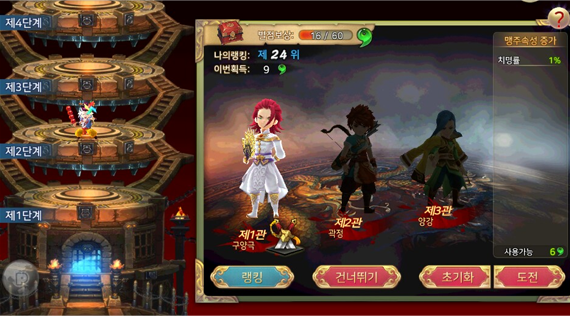 제4단계
제3단계
제2단계
제1단계
만점보상: 16/60
나의랭킹: 제 24 위
이번획득: 9
맹주속성 증가
치명률 1%
제1관
구양극
제2관
곽정
제3관
양강
사용가능 6
랭킹
건너뛰기
초기화
도전
?